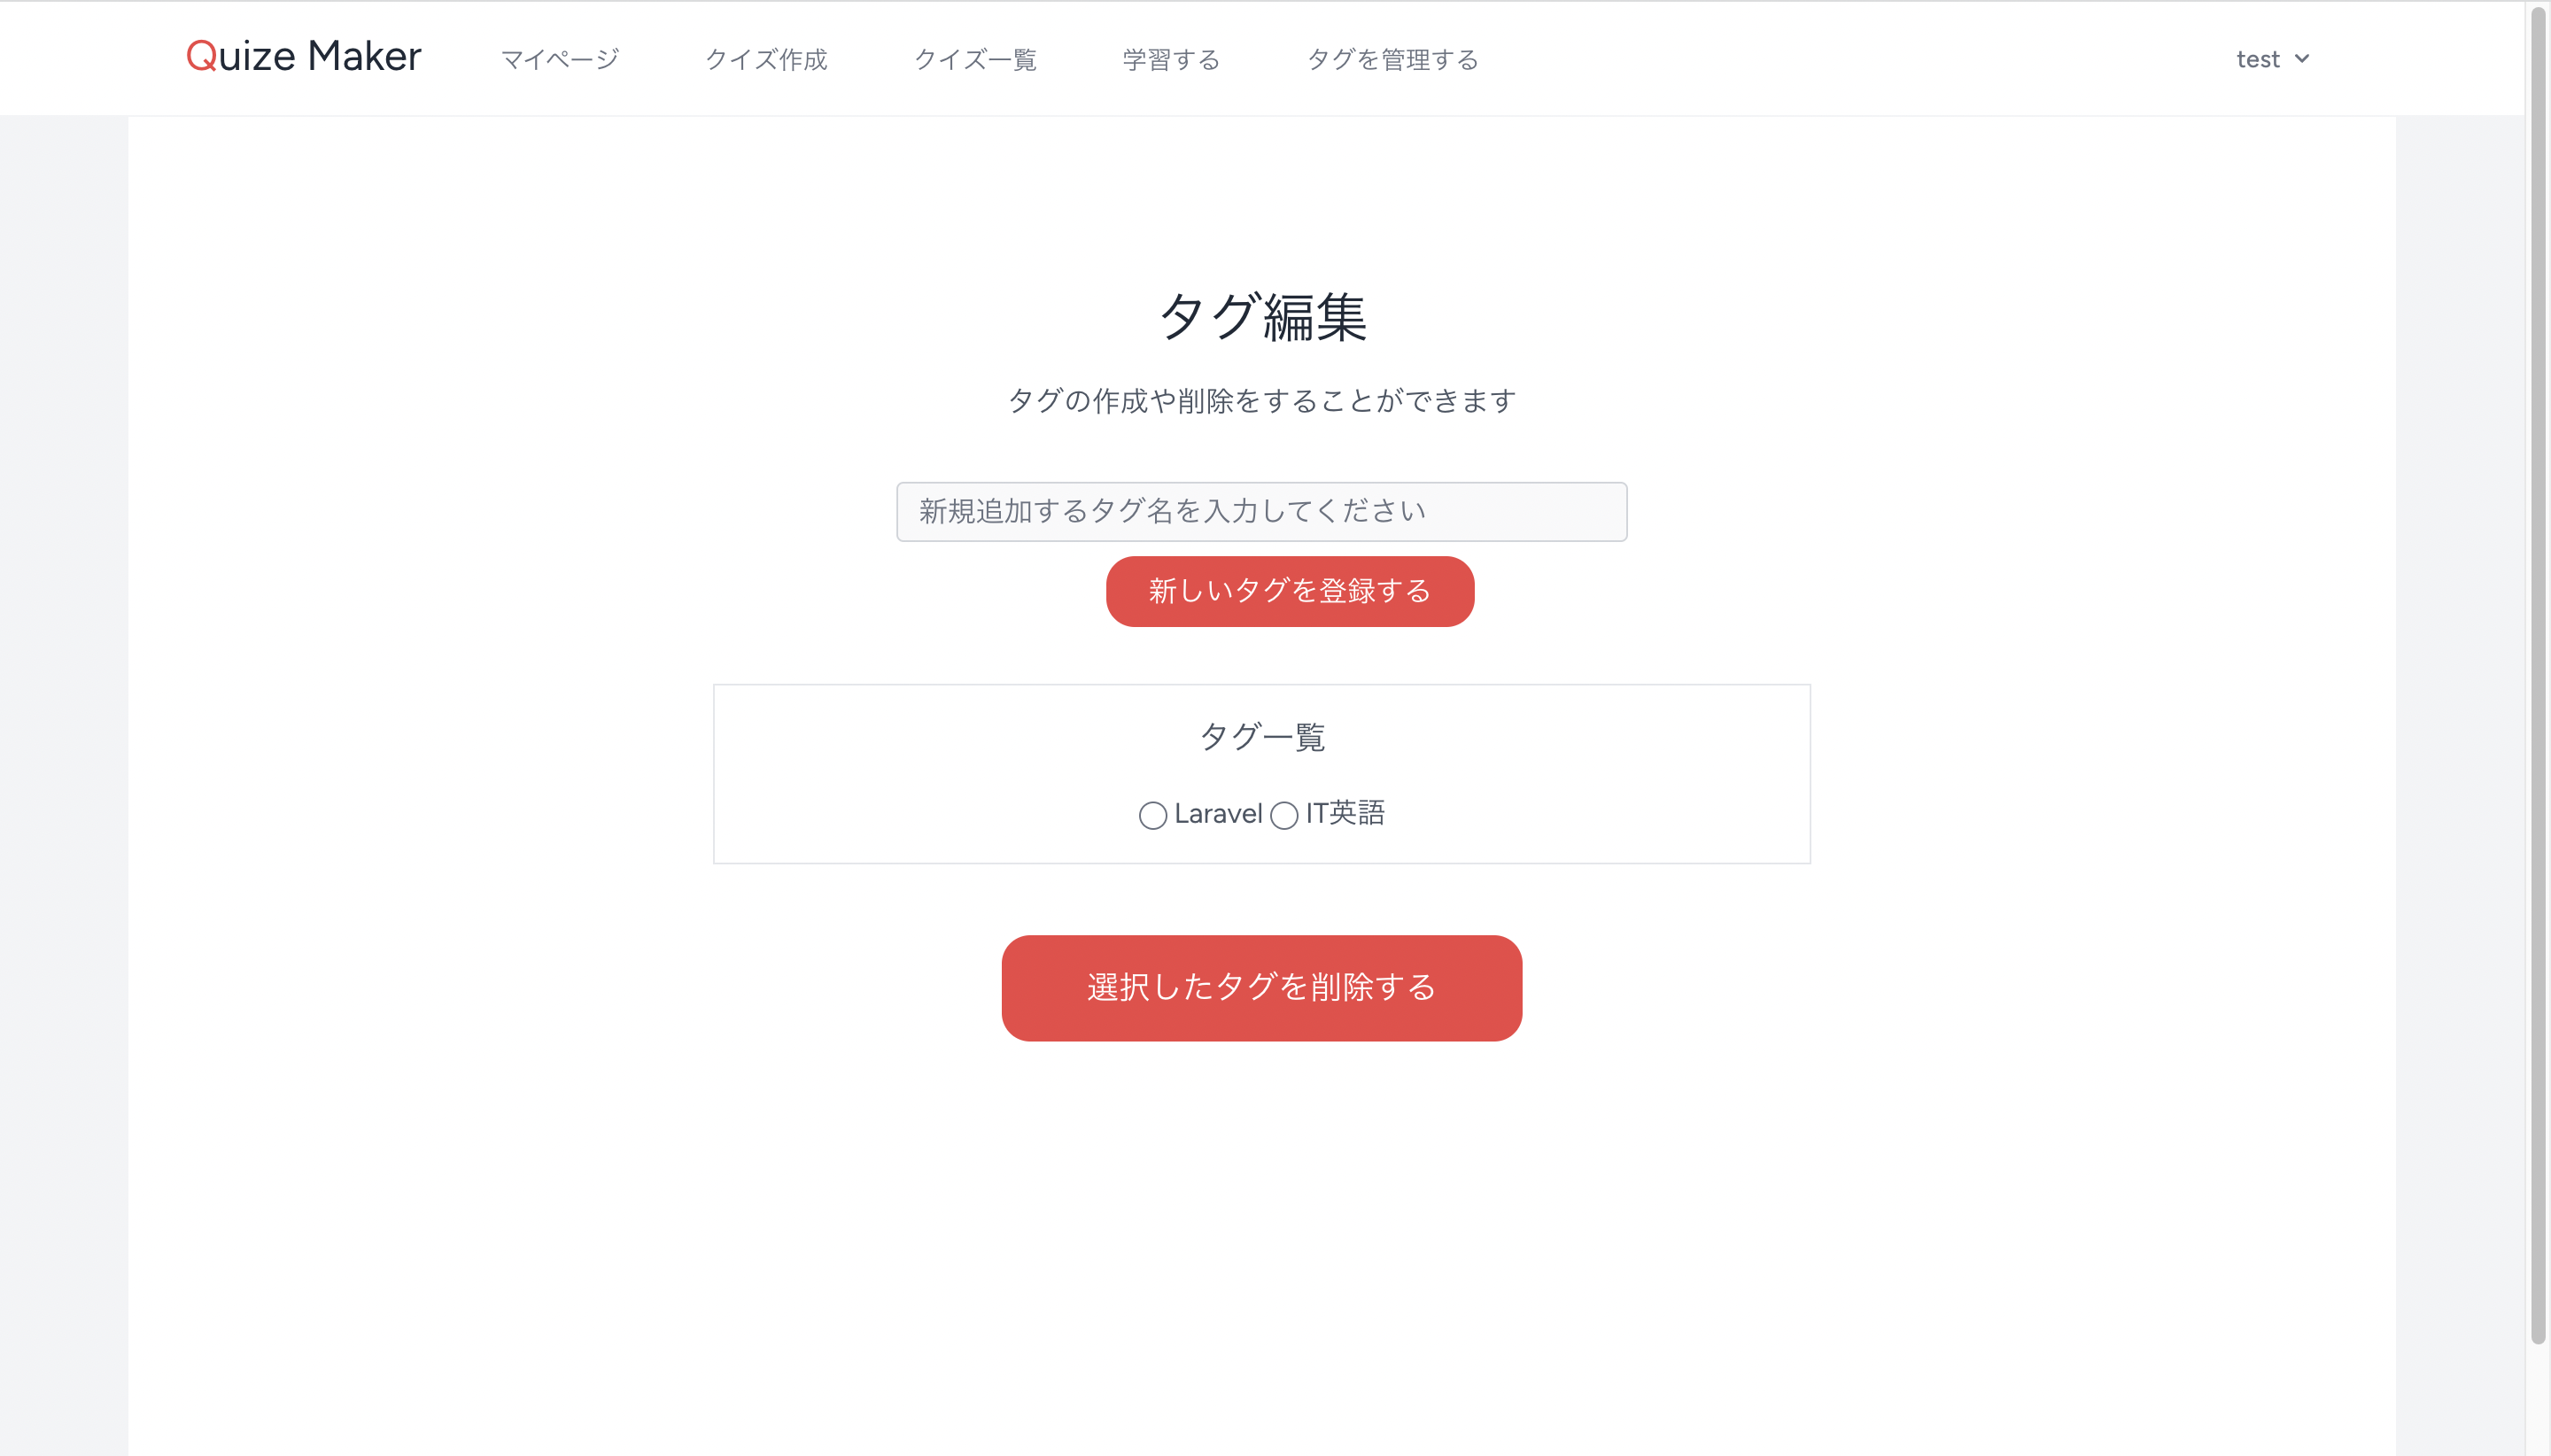 Quize Maker マイページ クイズ作成 クイズ一覧 学習する タグを管理する test
タグ編集
タグの作成や削除をすることができます
新規追加するタグ名を入力してください
新しいタグを登録する
タグ一覧
Laravel IT英語
選択したタグを削除する